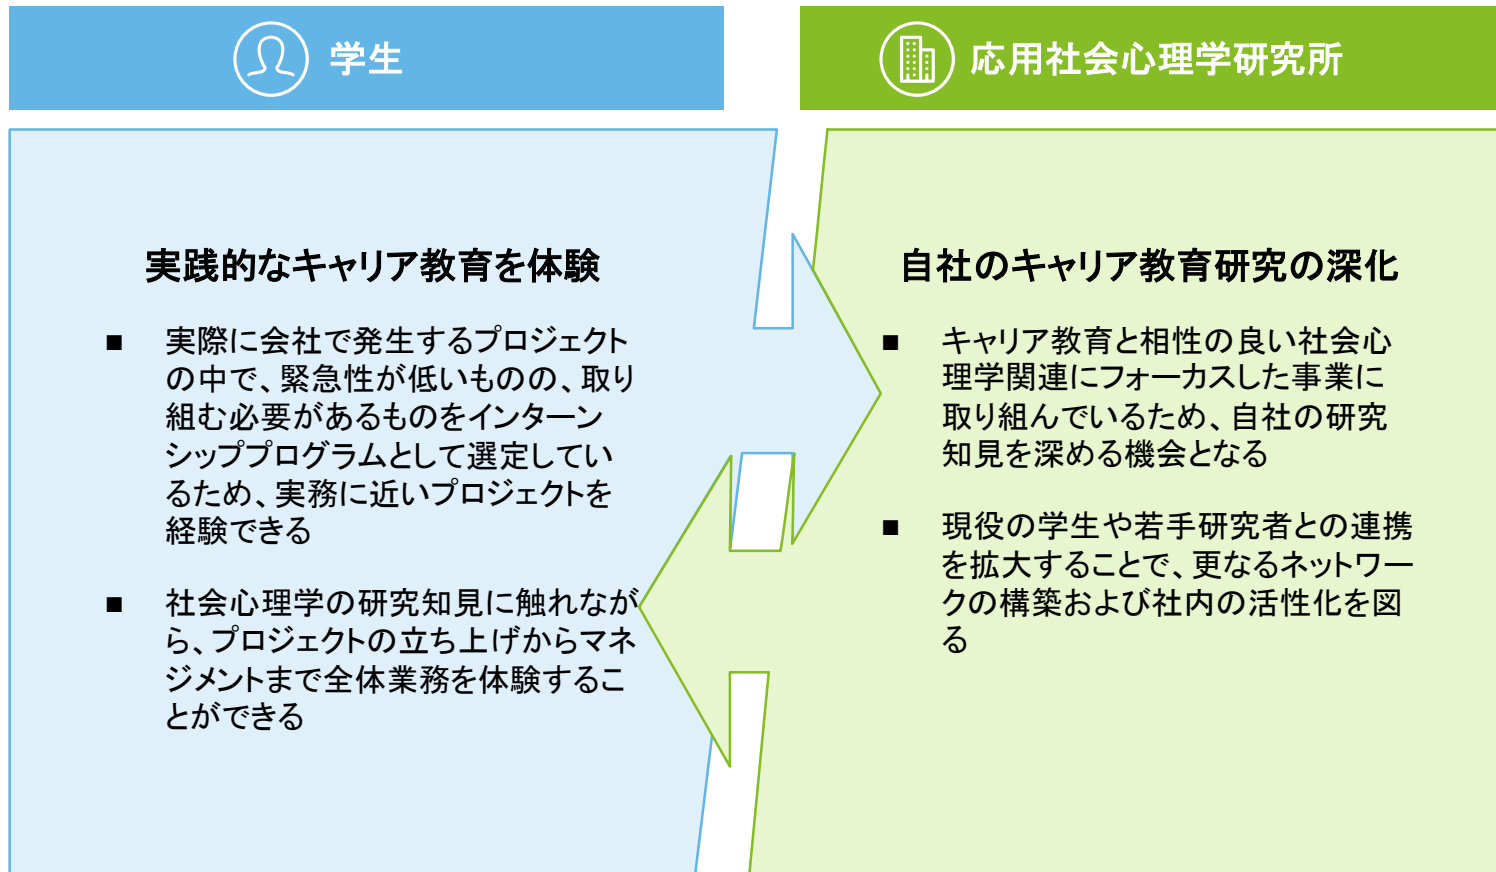 学生
実践的なキャリア教育を体験
■ 実際に会社で発生するプロジェクト
の中で、緊急性が低いものの、取り
組む必要があるものをインターン
シッププログラムとして選定してい
るため、実務に近いプロジェクトを
経験できる
■ 社会心理学の研究知見に触れなが
ら、プロジェクトの立ち上げからマネ
ジメントまで全体業務を体験するこ
とができる
応用社会心理学研究所
自社のキャリア教育研究の深化
■ キャリア教育と相性の良い社会心
理学関連にフォーカスした事業に
取り組んでいるため、自社の研究
知見を深める機会となる
■ 現役の学生や若手研究者との連携
を拡大することで、更なるネットワー
クの構築および社内の活性化を図
る